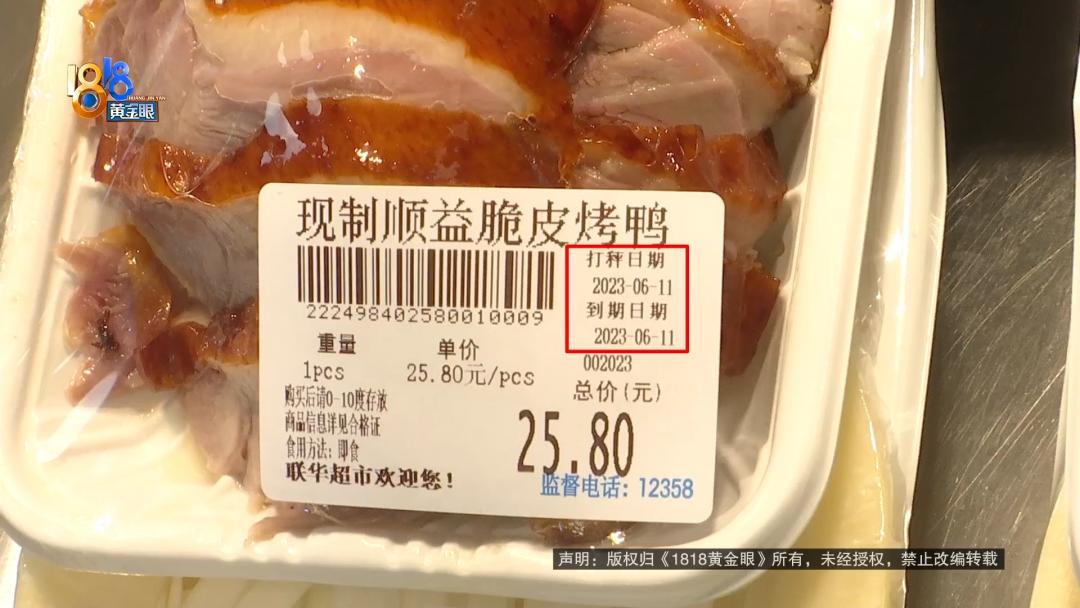 1818
HUANG JIN YAN
黄金眼
现制顺益脆皮烤鸭
打秤日期
2023-06-11
到期日期
2023-06-11
222498402580010009
002023
重量
单价
总价(元)
1pcs
25.80元/pcs
25.80
购买后请0-10度存放
商品信息详见合格证
食用方法：即食
联华超市欢迎您！
监督电话：12358
声明：版权归《1818黄金眼》所有，未经授权，禁止改编转载